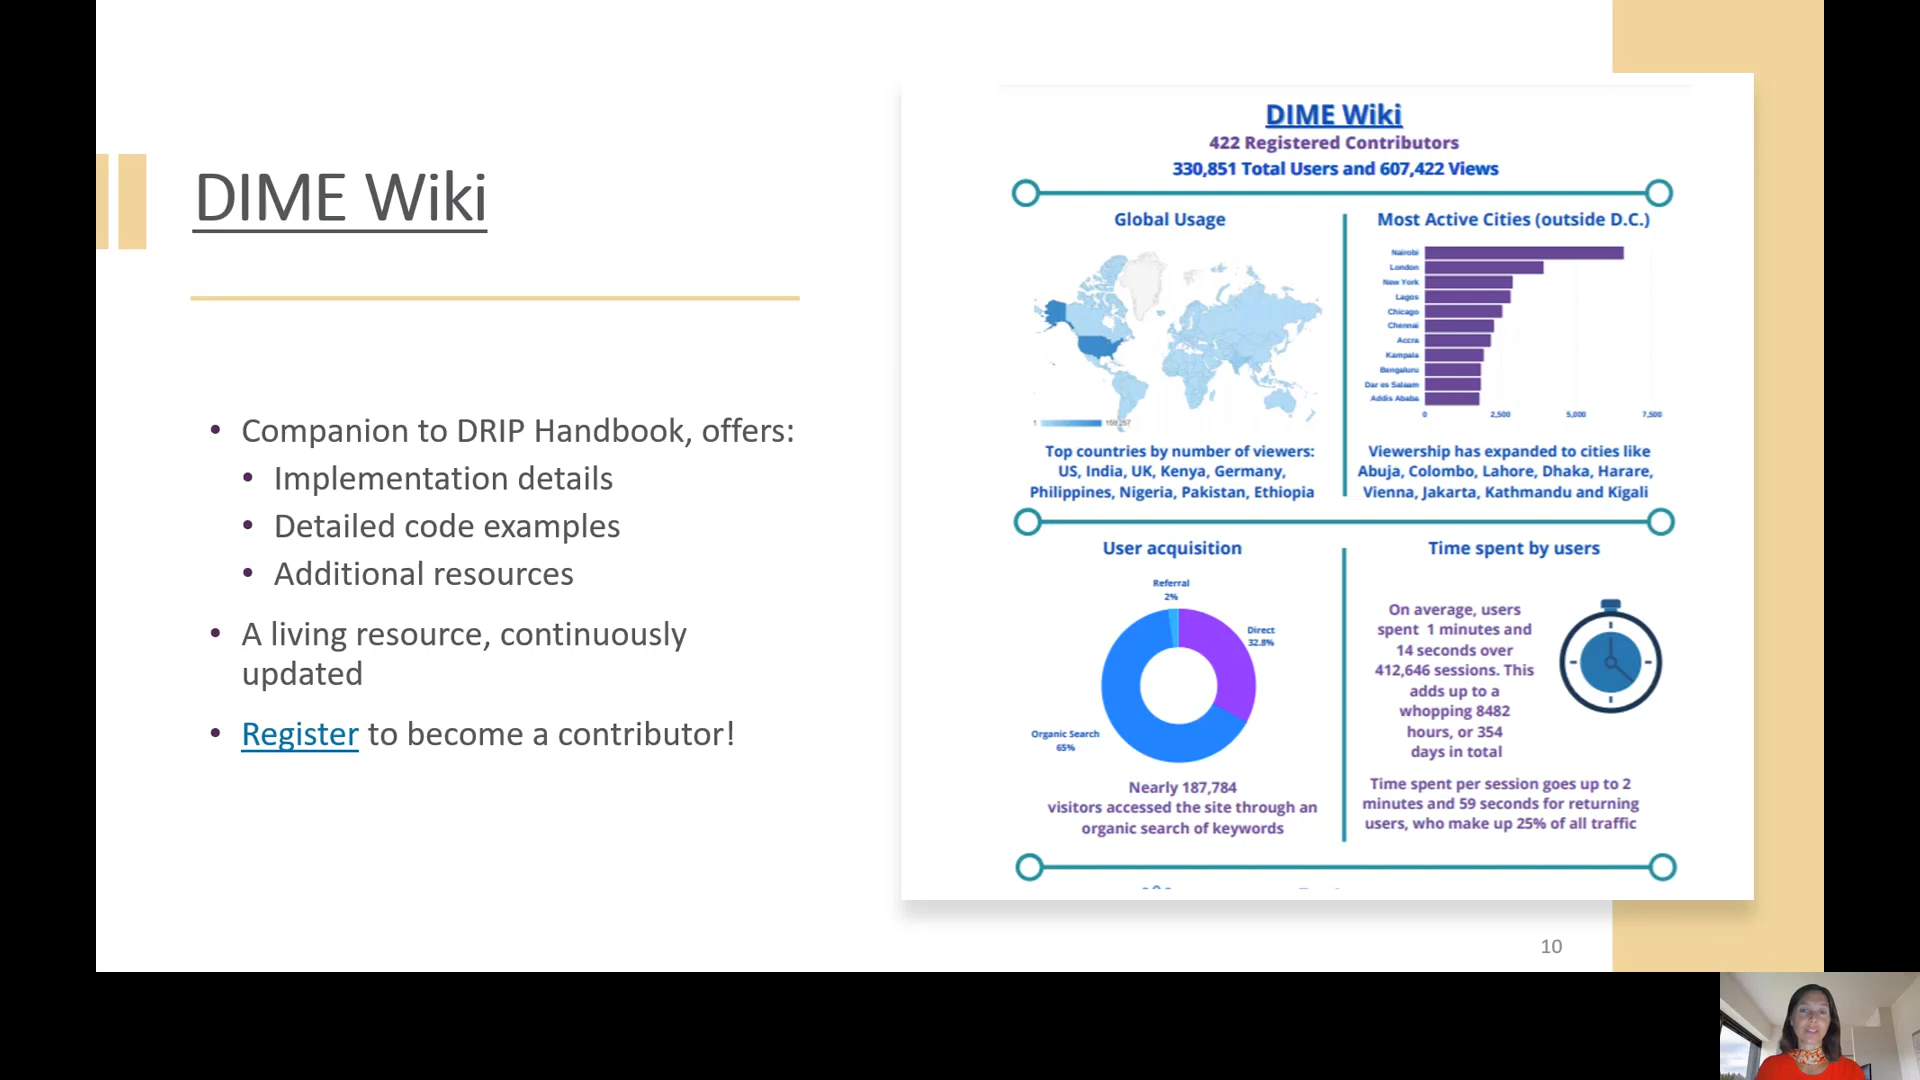 DIME Wiki
• Companion to DRIP Handbook, offers:
• Implementation details
• Detailed code examples
• Additional resources
• A living resource, continuously
updated
• Register to become a contributor!
DIME Wiki
422 Registered Contributors
330,851 Total Users and 607,422 Views
Global Usage
1
Top countries by number of viewers:
US, India, UK, Kenya, Germany,
Philippines, Nigeria, Pakistan, Ethiopia
Most Active Cities (outside D.C.)
Nairobi
London
New York
Lagos
Chicago
Chennai
Accra
Kampala
Bengaluru
Dar es Salaam
Addis Ababa
0 2,500 5,000 7,500
Viewership has expanded to cities like
Abuja, Colombo, Lahore, Dhaka, Harare,
Vienna, Jakarta, Kathmandu and Kigali
User acquisition
Referral
2%
Direct
32.8%
Organic Search
65%
Nearly 187,784
visitors accessed the site through an
organic search of keywords
Time spent by users
On average, users
spent 1 minutes and
14 seconds over
412,646 sessions. This
adds up to a
whopping 8482
hours, or 354
days in total
Time spent per session goes up to 2
minutes and 59 seconds for returning
users, who make up 25% of all traffic
10